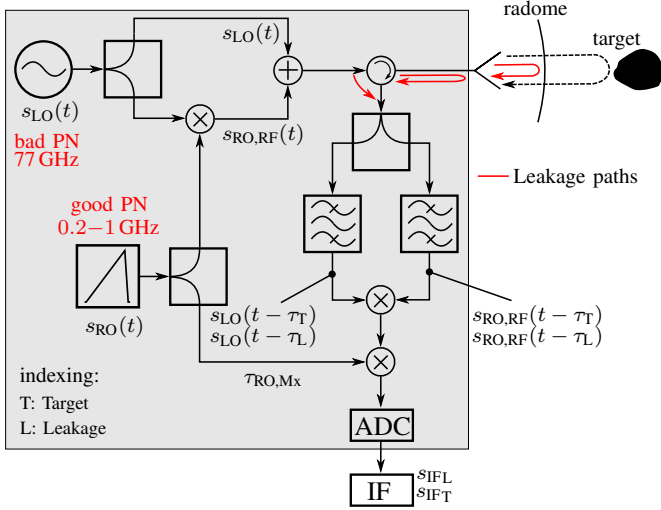 radome
target
s_LO(t)
s_LO(t)
s_RO,RF(t)
bad PN
77 GHz
Leakage paths
good PN
0.2−1 GHz
s_RO(t)
s_LO(t − τ_T)
s_LO(t − τ_L)
s_RO,RF(t − τ_T)
s_RO,RF(t − τ_L)
τ_RO,Mx
indexing:
T: Target
L: Leakage
ADC
IF
s_IFL
s_IFT